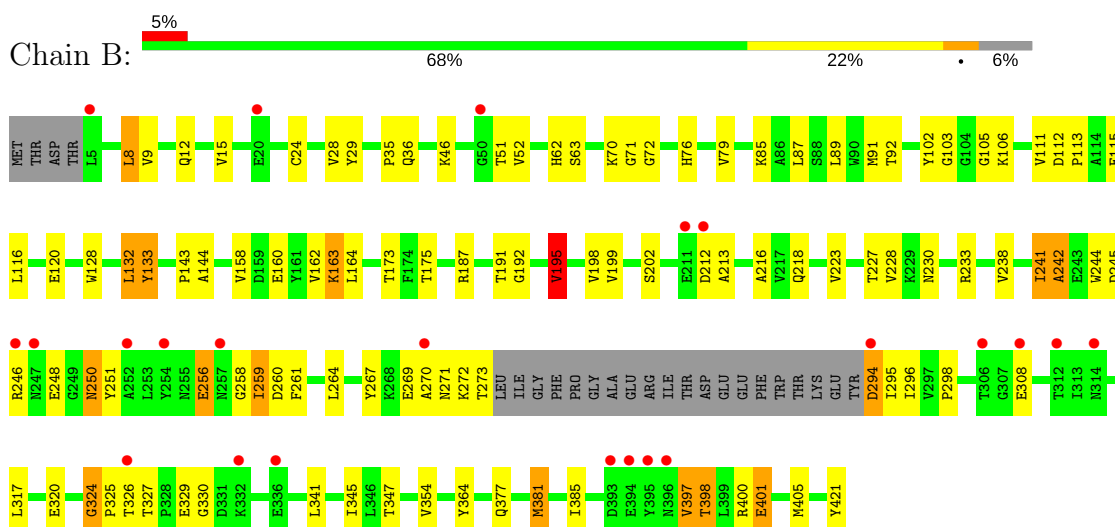 5%
Chain B:
68% 22% • 6%
MET THR ASP THR L5 L8 V9 Q12 V15 E20 C24 V28 Y29 P35 Q36 K46 G50 T51 V52 H62 S63 K70 G71 G72 H76 V79 K85 A86 L87 S88 L89 W90 M91 T92 Y102 G103 G104 G105 K106 V111 D112 P113 A114
L116 E120 W128 L132 Y133 P143 A144 V158 D159 E160 Y161 V162 K163 L164 T173 F174 T175 R187 T191 G192 V195 V198 V199 S202 E211 D212 A213 A216 V217 Q218 V223 T227 V228 K229 N230 R233 V238 I241 A242 E243 W244
R246 N247 E248 G249 N250 Y251 A252 L253 Y254 N255 E256 N257 G258 I259 D260 F261 L264 Y267 K268 E269 A270 N271 K272 T273 LEU ILE GLY PHE PRO GLY ALA GLU ARG ILE THR ASP GLU GLU PHE TRP THR LYS GLU TYR D294 I295 I296 V297 P298 T306 G307 E308 T312 I313 N314
L317 E320 G324 P325 T326 T327 P328 E329 G330 D331 K332 E336 L341 I345 L346 T347 V354 Y364 Q377 M381 I385 D393 E394 Y395 N396 V397 T398 L399 R400 E401 M405 Y421